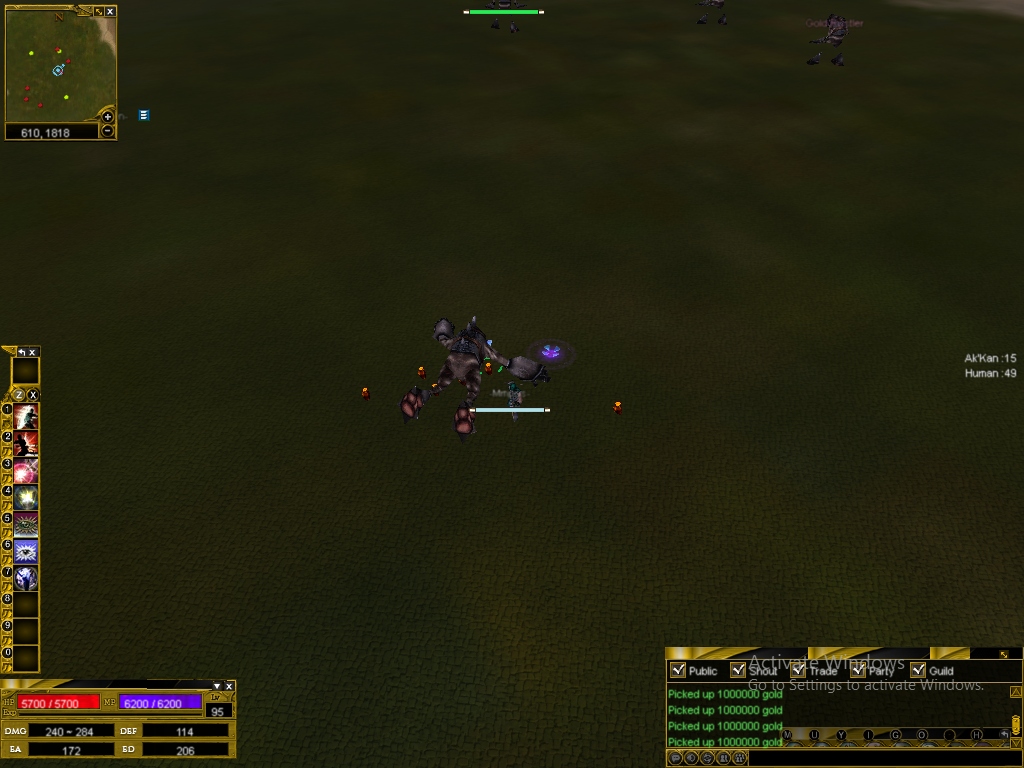 N
610, 1818
Ak'Kan :15
Human :49
Z X
1
2
3
4
5
6
7
8
9
0
HP 5700 / 5700 MP 6200 / 6200 Lv
Exp 95
DMG 240 ~ 284 DEF 114
EA 172 ED 206
Public Shout Trade Party Guild
Activate Windows
Go to Settings to activate Windows.
Picked up 1000000 gold
Picked up 1000000 gold
Picked up 1000000 gold
Picked up 1000000 gold
M U Y I G O H